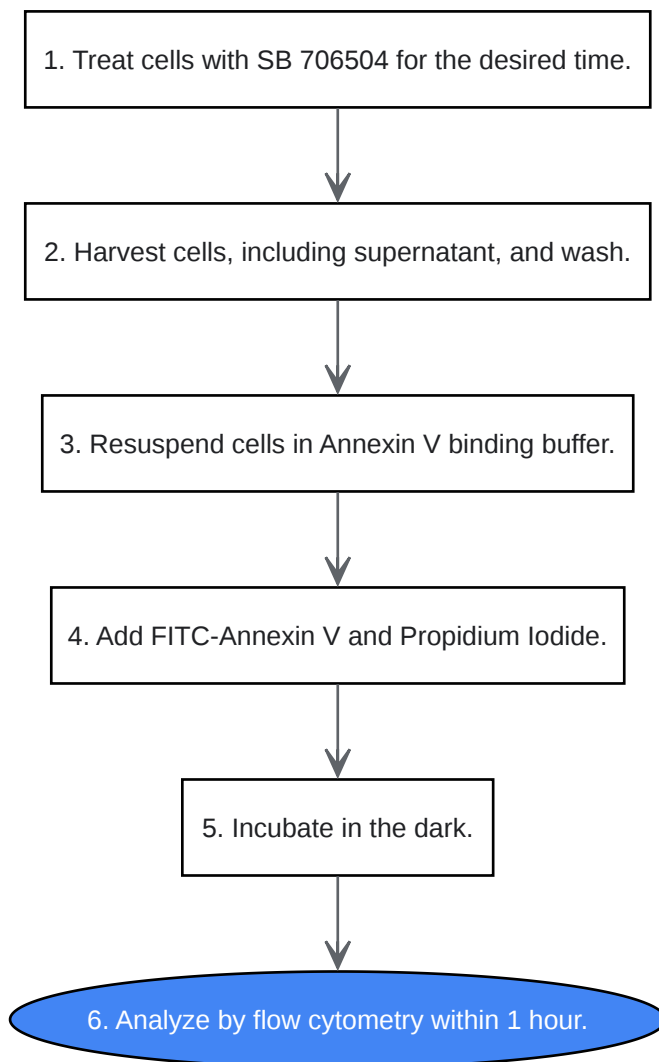 1. Treat cells with SB 706504 for the desired time.
2. Harvest cells, including supernatant, and wash.
3. Resuspend cells in Annexin V binding buffer.
4. Add FITC-Annexin V and Propidium Iodide.
5. Incubate in the dark.
6. Analyze by flow cytometry within 1 hour.